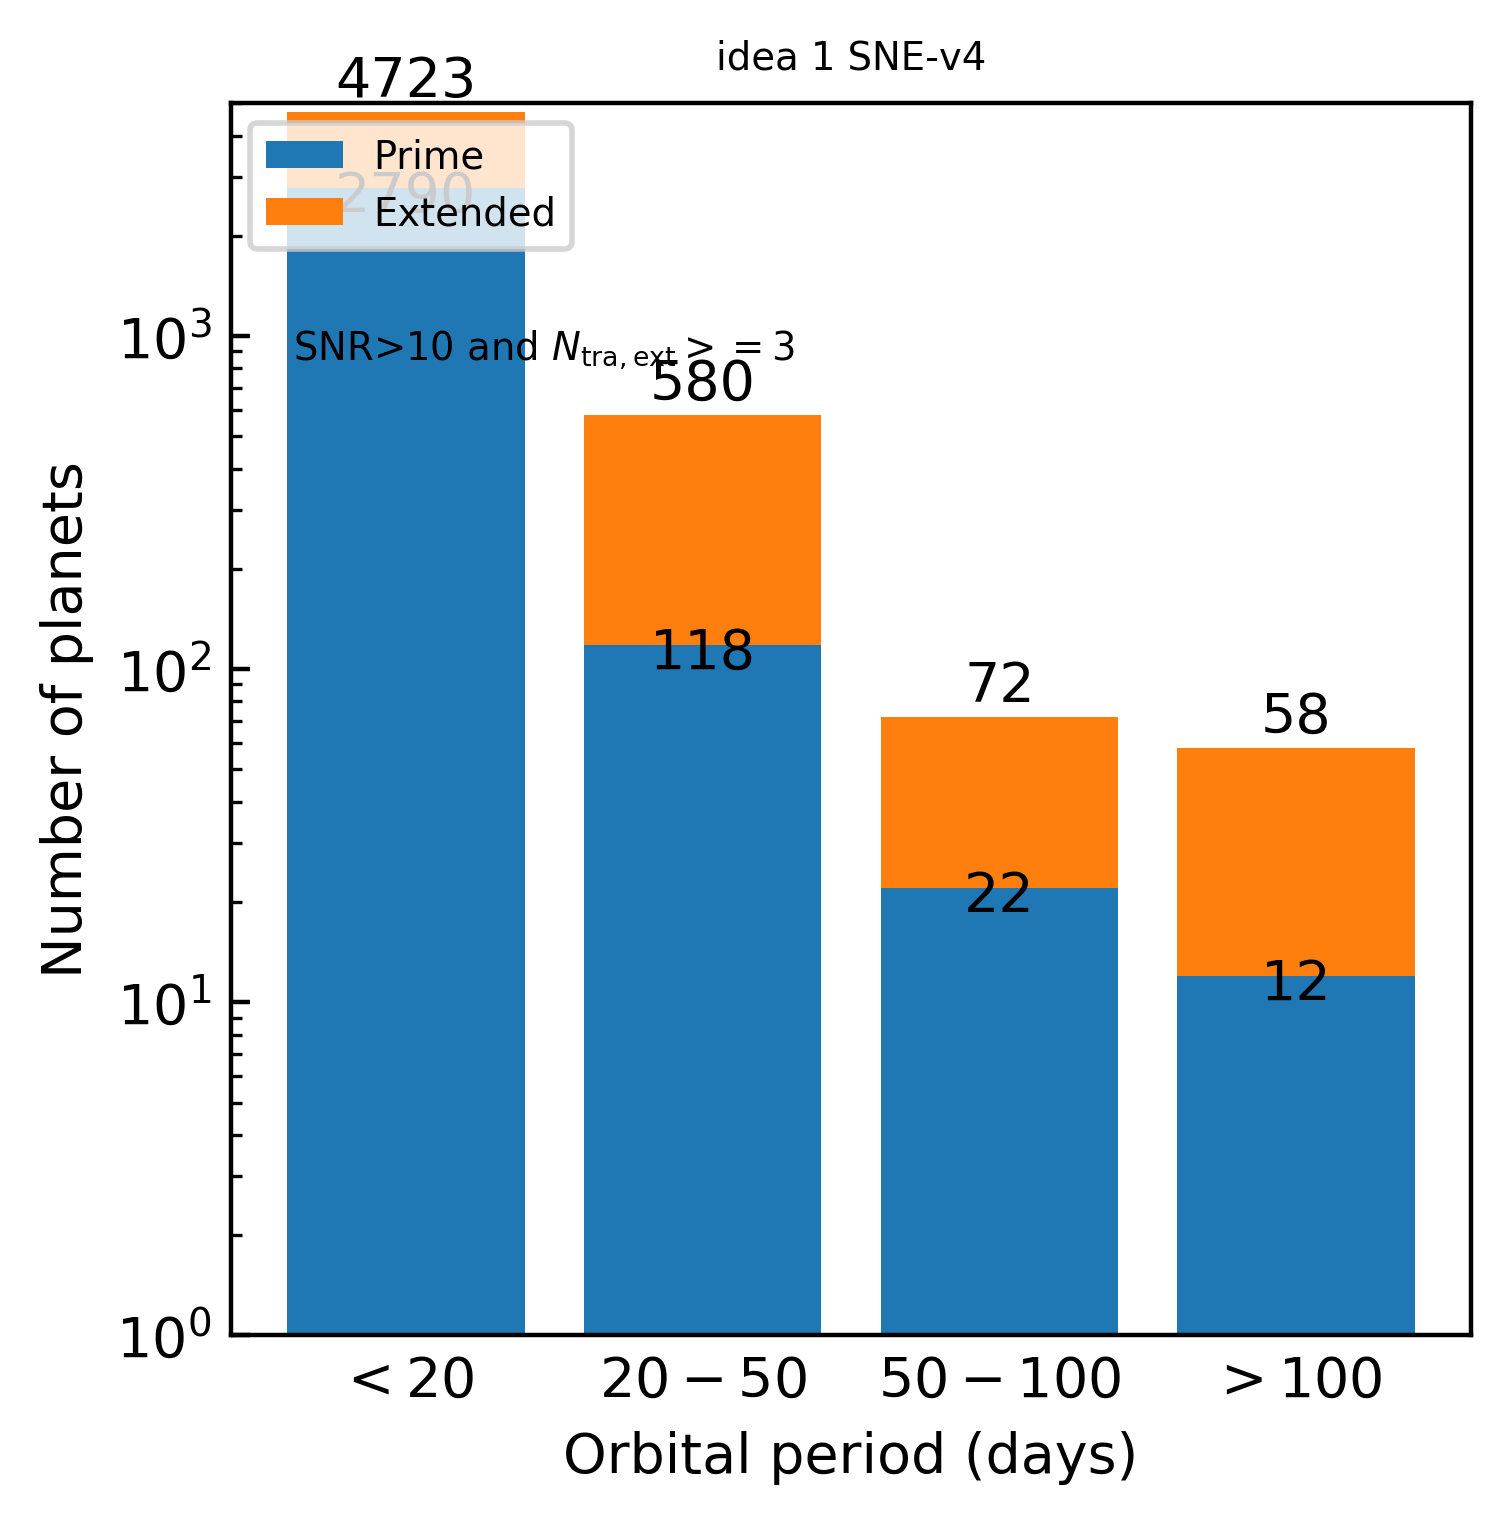 idea 1 SNE-v4
4723
Prime
2790
Extended
10³
SNR>10 and Nₜᵣₐ,ₑₓₜ >=3
580
118
10²
72
58
22
12
10¹
10⁰
Number of planets
<20
20−50
50−100
>100
Orbital period (days)